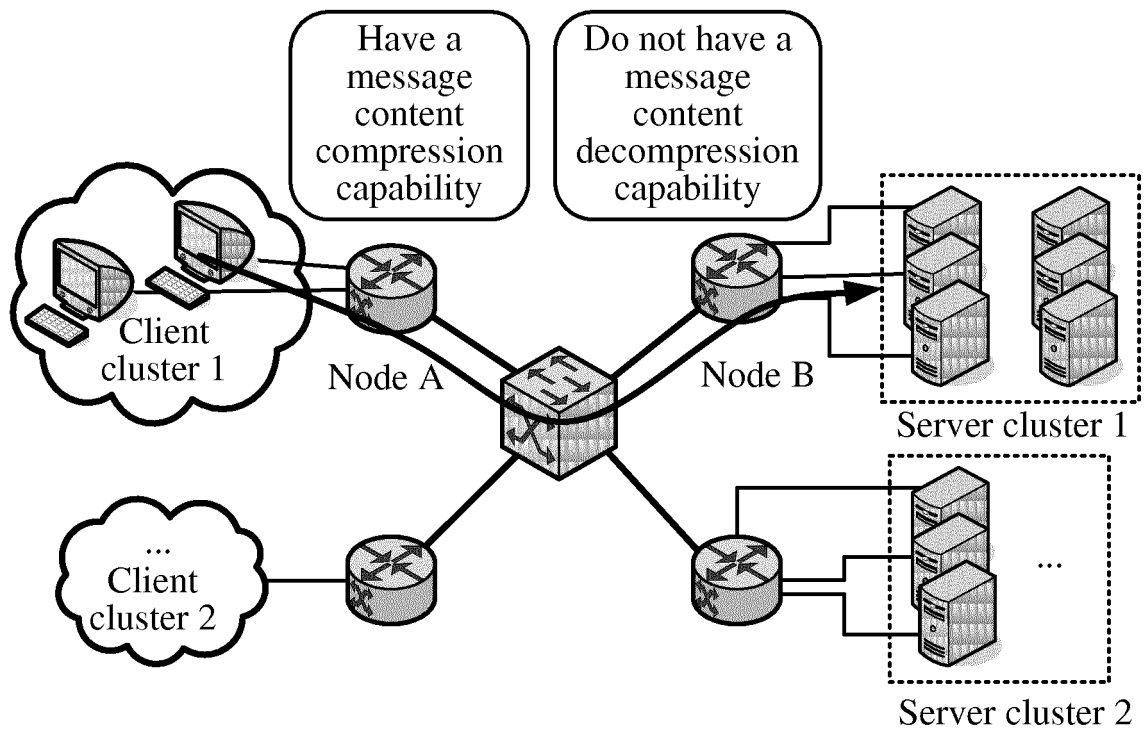 Have a
message
content
compression
capability
Do not have a
message
content
decompression
capability
Client
cluster 1
Node A
Node B
Server cluster 1
...
Client
cluster 2
...
Server cluster 2